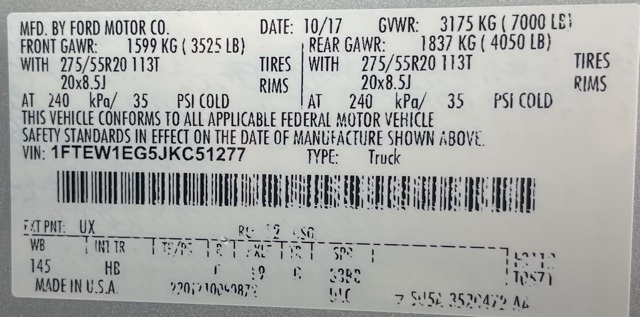 MFD. BY FORD MOTOR CO. DATE: 10/17 GVWR: 3175 KG ( 7000 LB)
FRONT GAWR: 1599 KG ( 3525 LB) REAR GAWR: 1837 KG ( 4050 LB)
WITH 275/55R20 113T TIRES WITH 275/55R20 113T TIRES
20x8.5J RIMS 20x8.5J RIMS
AT 240 kPa/ 35 PSI COLD AT 240 kPa/ 35 PSI COLD
THIS VEHICLE CONFORMS TO ALL APPLICABLE FEDERAL MOTOR VEHICLE
SAFETY STANDARDS IN EFFECT ON THE DATE OF MANUFACTURE SHOWN ABOVE.
VIN: 1FTEW1EG5JKC51277 TYPE: Truck
EXT PNT: UX
WB INT TR
145 HB
MADE IN U.S.A.